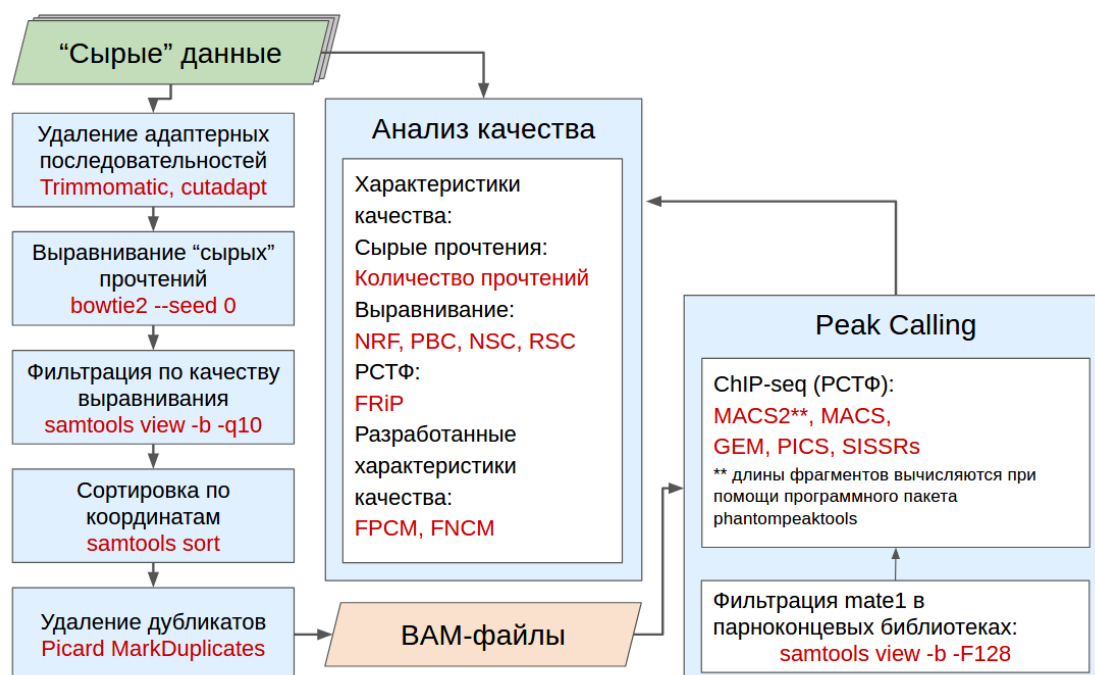 “Сырые” данные
Удаление адаптерных
последовательностей
Trimmomatic, cutadapt
Выравнивание “сырых”
прочтений
bowtie2 --seed 0
Фильтрация по качеству
выравнивания
samtools view -b -q10
Сортировка по
координатам
samtools sort
Удаление дубликатов
Picard MarkDuplicates
Анализ качества
Характеристики
качества:
Сырые прочтения:
Количество прочтений
Выравнивание:
NRF, PBC, NSC, RSC
РСТФ:
FRiP
Разработанные
характеристики
качества:
FPCM, FNCM
BAM-файлы
Peak Calling
ChIP-seq (РСТФ):
MACS2**, MACS,
GEM, PICS, SISSRs
** длины фрагментов вычисляются при
помощи программного пакета
phantompeaktools
Фильтрация mate1 в
парноконцевых библиотеках:
samtools view -b -F128